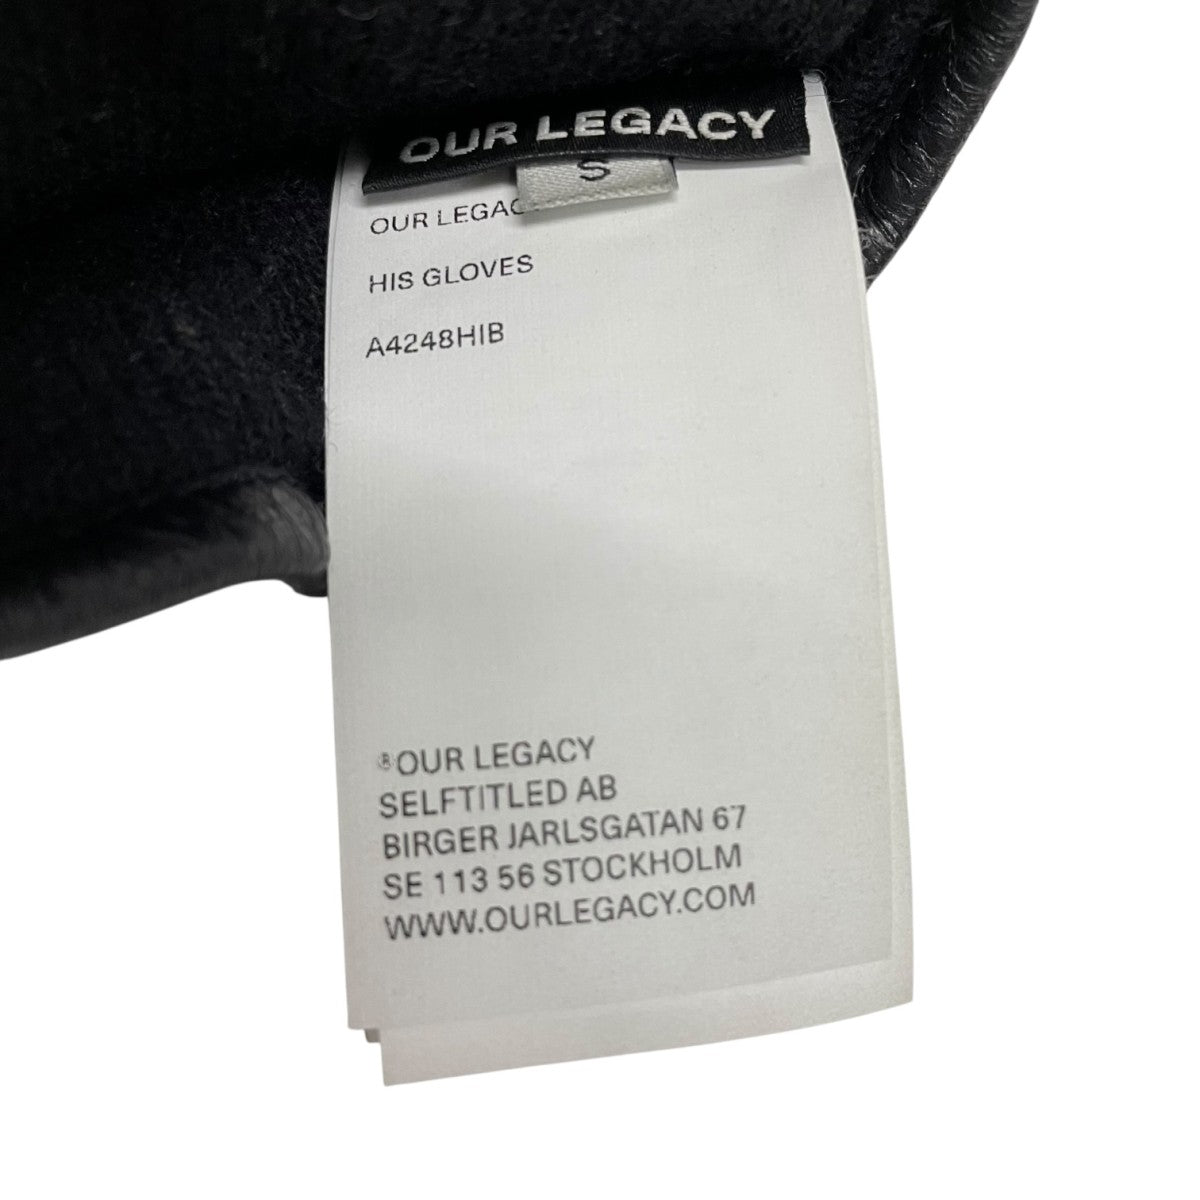 OUR LEGACY
S
OUR LEGAC
HIS GLOVES
A4248HIB
®OUR LEGACY
SELFTITLED AB
BIRGER JARLSGATAN 67
SE 113 56 STOCKHOLM
WWW.OURLEGACY.COM